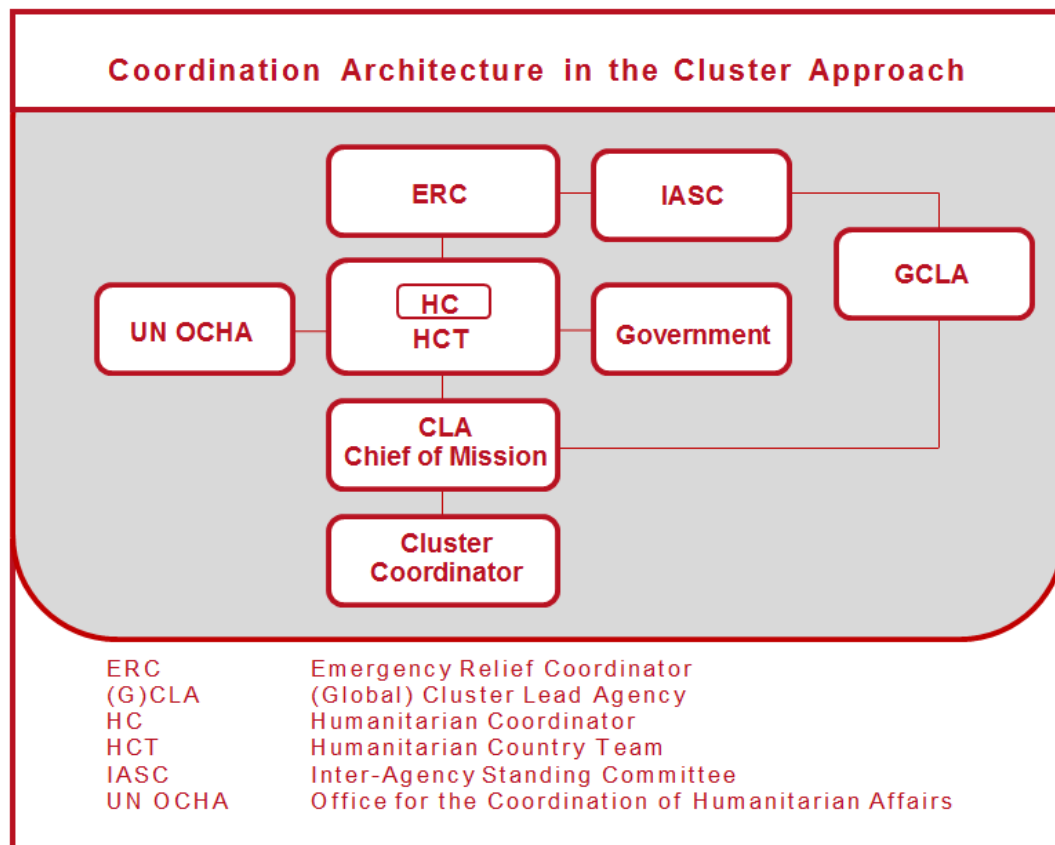 Coordination Architecture in the Cluster Approach
ERC
IASC
GCLA
HC
HCT
UN OCHA
Government
CLA
Chief of Mission
Cluster
Coordinator
ERC Emergency Relief Coordinator
(G)CLA (Global) Cluster Lead Agency
HC Humanitarian Coordinator
HCT Humanitarian Country Team
IASC Inter-Agency Standing Committee
UN OCHA Office for the Coordination of Humanitarian Affairs